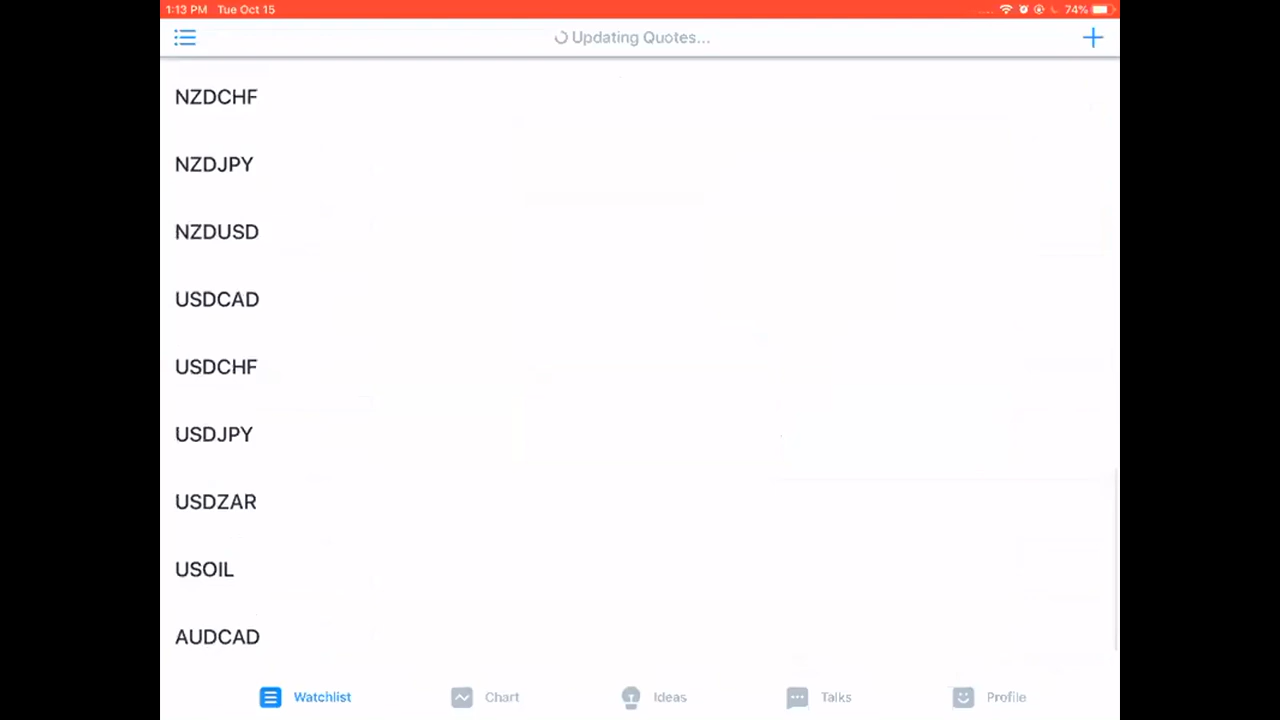 1:13 PM Tue Oct 15 74%
Updating Quotes...
NZDCHF
NZDJPY
NZDUSD
USDCAD
USDCHF
USDJPY
USDZAR
USOIL
AUDCAD
Watchlist Chart Ideas Talks Profile